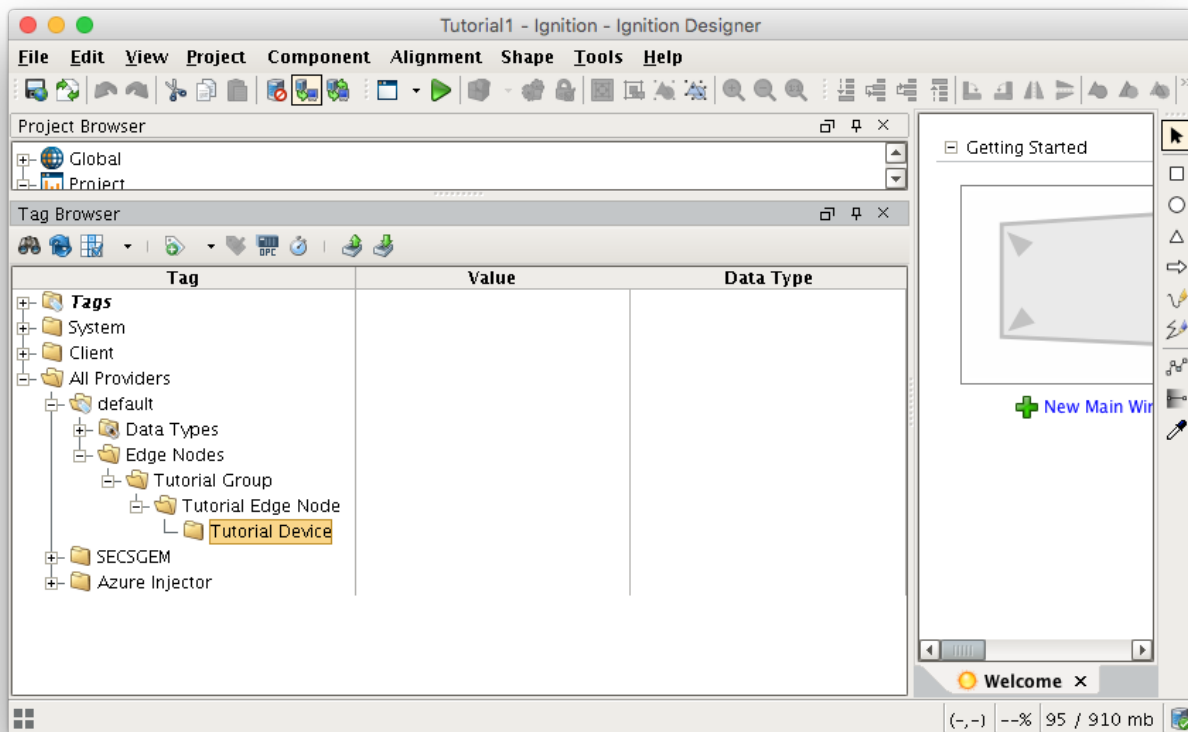 Tutorial1 - Ignition - Ignition Designer
File Edit View Project Component Alignment Shape Tools Help
Project Browser
Global
Project
Tag Browser
OPC
Tag Value Data Type
Tags
System
Client
All Providers
default
Data Types
Edge Nodes
Tutorial Group
Tutorial Edge Node
Tutorial Device
SECSGEM
Azure Injector
Getting Started
New Main Wir
Welcome
(-,-) --% 95 / 910 mb